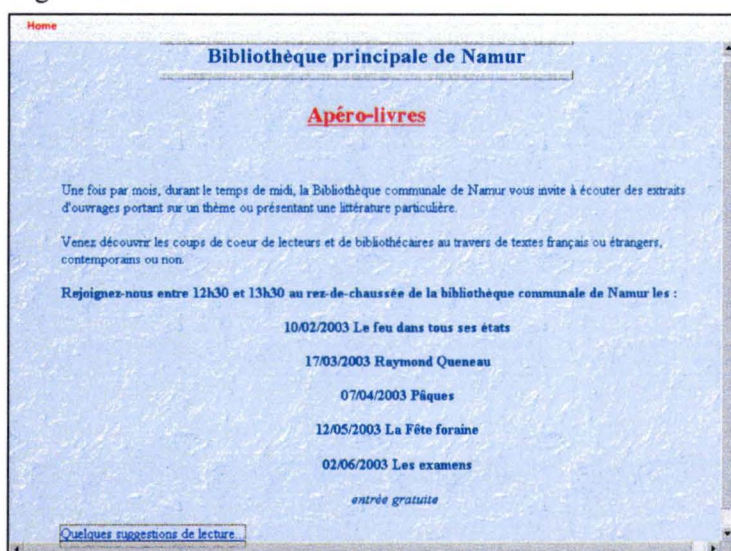 Home
Bibliothèque principale de Namur
Apéro-livres
Une fois par mois, durant le temps de midi, la Bibliothèque communale de Namur vous invite à écouter des extraits
d'ouvrages portant sur un thème ou présentant une littérature particulière.
Venez découvrir les coups de coeur de lecteurs et de bibliothécaires au travers de textes français ou étrangers,
contemporains ou non.
Rejoignez-nous entre 12h30 et 13h30 au rez-de-chaussée de la bibliothèque communale de Namur les :
10/02/2003 Le feu dans tous ses états
17/03/2003 Raymond Queneau
07/04/2003 Pâques
12/05/2003 La Fête foraine
02/06/2003 Les examens
entrée gratuite
Quelques suggestions de lecture...